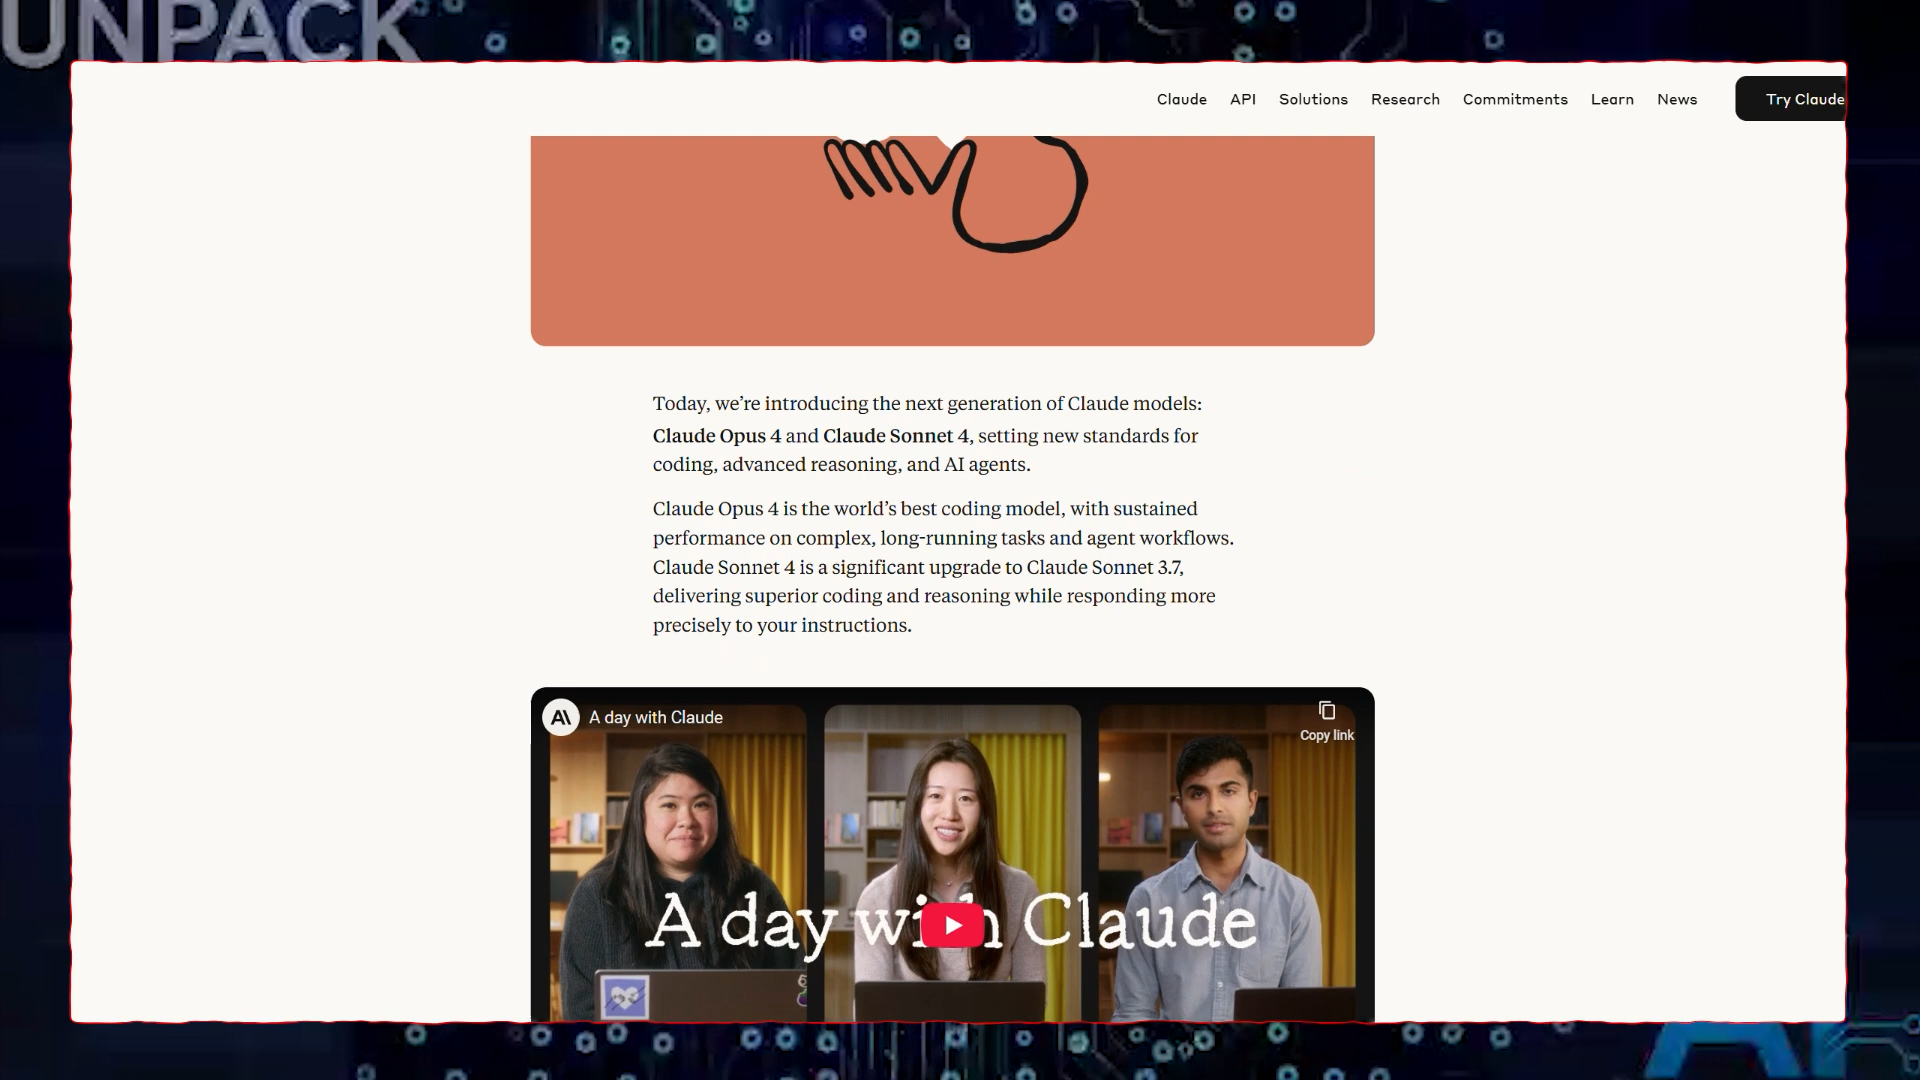 UNPACK
Claude API Solutions Research Commitments Learn News Try Claude
Today, we’re introducing the next generation of Claude models:
Claude Opus 4 and Claude Sonnet 4, setting new standards for
coding, advanced reasoning, and AI agents.
Claude Opus 4 is the world’s best coding model, with sustained
performance on complex, long-running tasks and agent workflows.
Claude Sonnet 4 is a significant upgrade to Claude Sonnet 3.7,
delivering superior coding and reasoning while responding more
precisely to your instructions.
A\ A day with Claude
Copy link
A day with Claude
AI